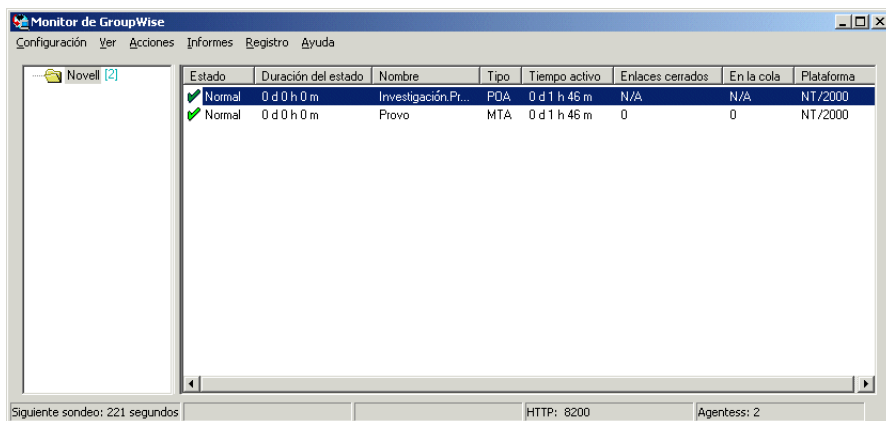 Monitor de GroupWise
Configuración Ver Acciones Informes Registro Ayuda
Novell [2]
Estado Duración del estado Nombre Tipo Tiempo activo Enlaces cerrados En la cola Plataforma
Normal 0 d 0 h 0 m Investigación.Pr... POA 0 d 1 h 46 m N/A N/A NT/2000
Normal 0 d 0 h 0 m Provo MTA 0 d 1 h 46 m 0 0 NT/2000
Siguiente sondeo: 221 segundos HTTP: 8200 Agentess: 2